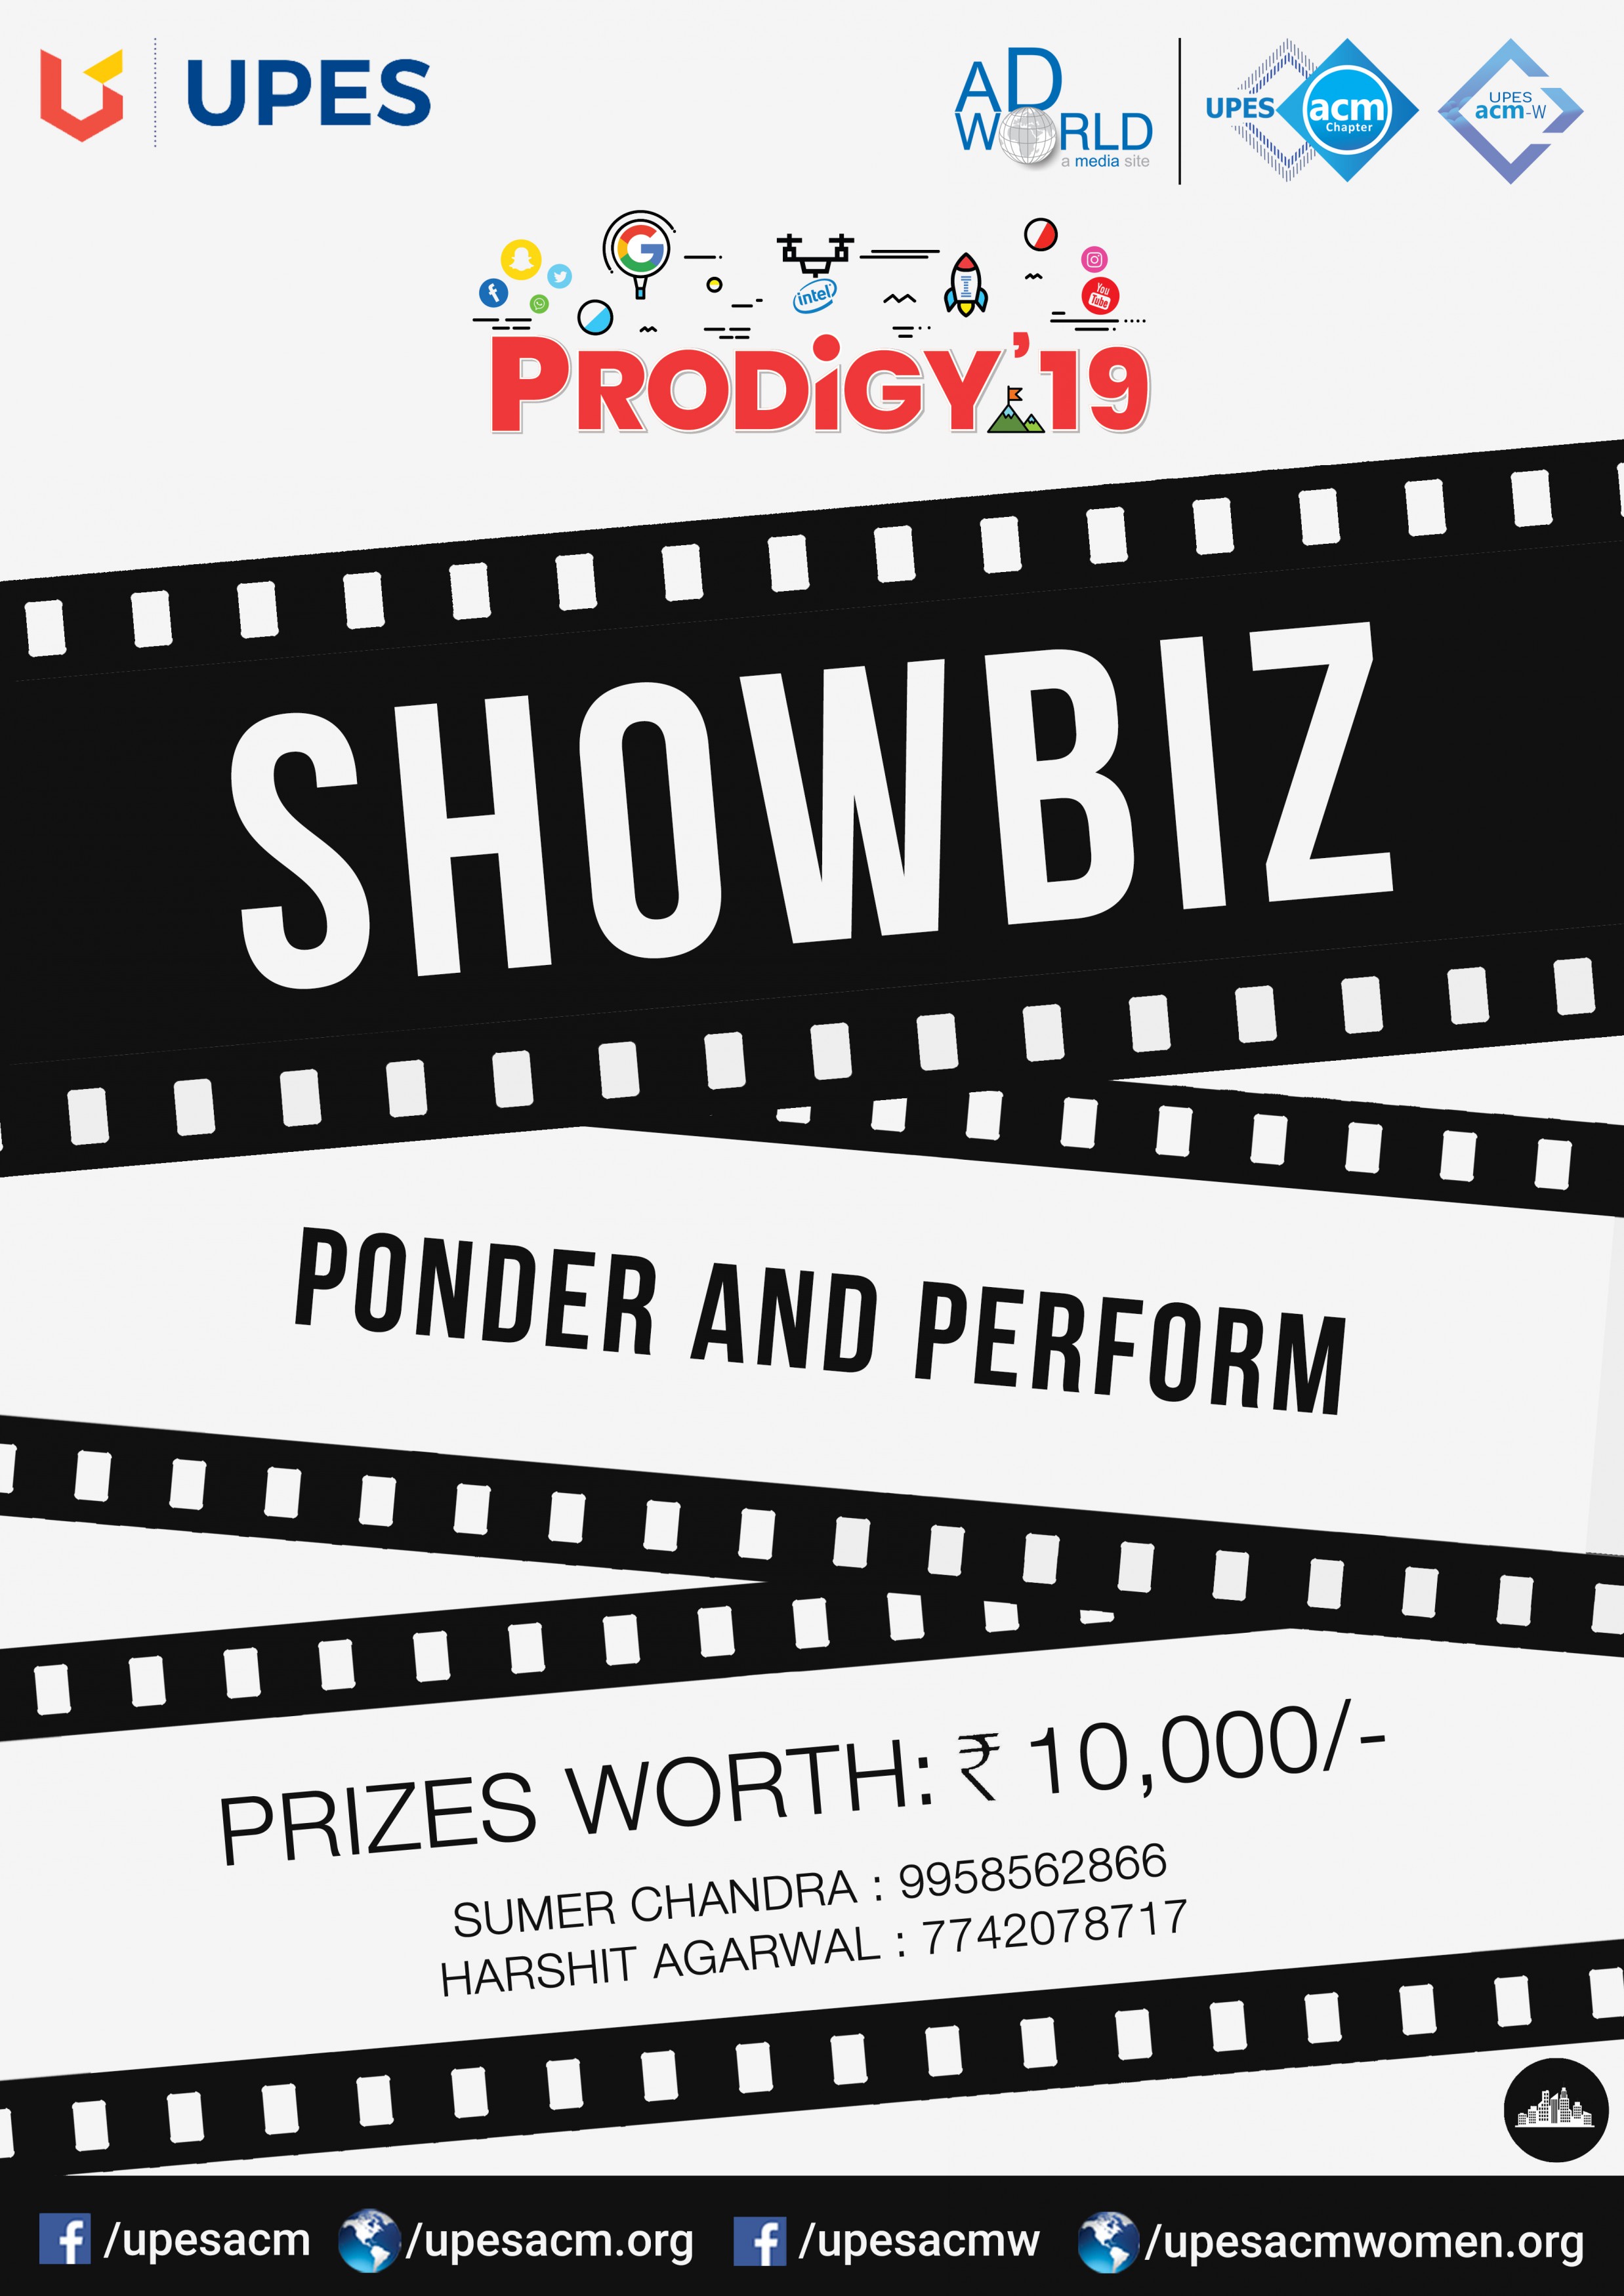 UPES
AD
WORLD
a media site
UPES acm
Chapter
UPES
acm-W
G
intel
You
Tube
PRODiGY'19
SHOWBIZ
PONDER AND PERFORM
PRIZES WORTH: ₹ 10,000/-
SUMER CHANDRA : 9958562866
HARSHIT AGARWAL : 7742078717
/upesacm /upesacm.org /upesacmw /upesacmwomen.org